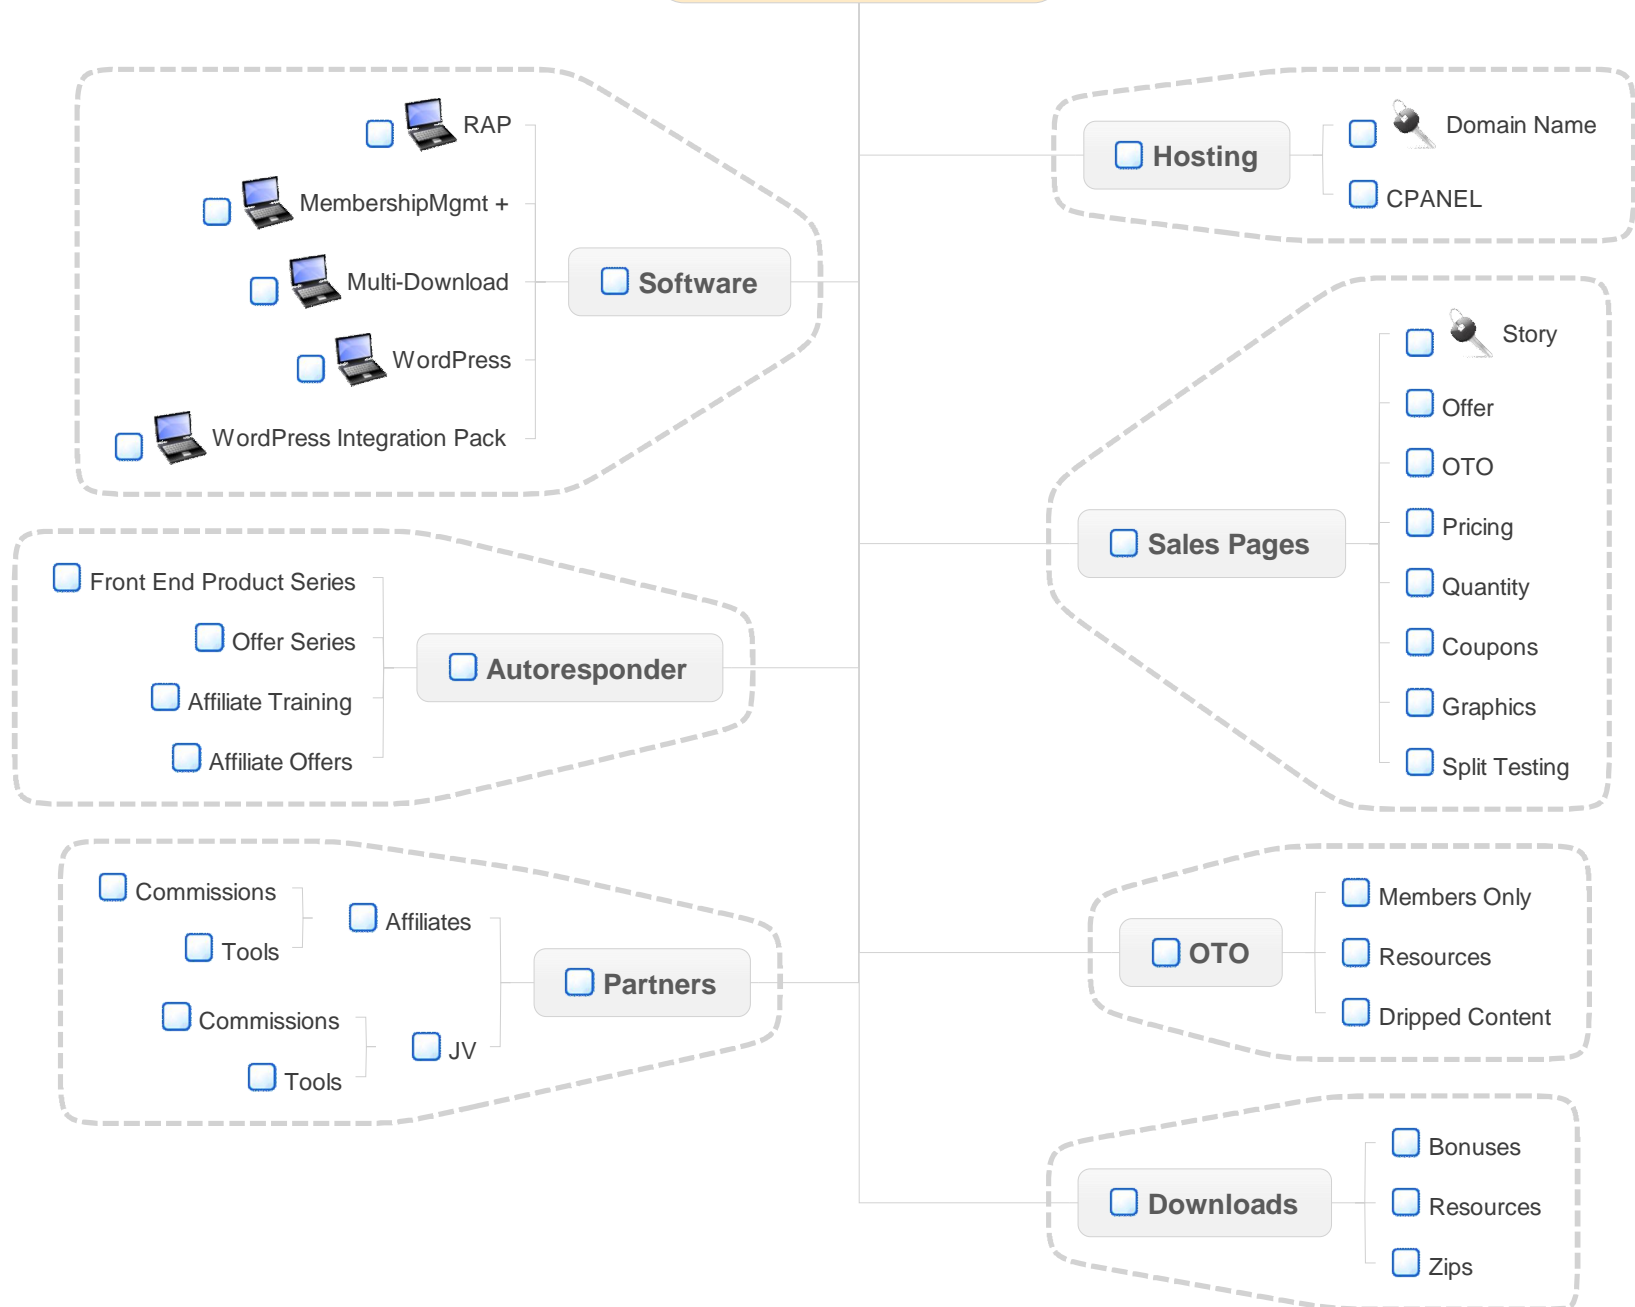 RAP
MembershipMgmt +
Multi-Download
WordPress
WordPress Integration Pack
Software
Front End Product Series
Offer Series
Affiliate Training
Affiliate Offers
Autoresponder
Commissions
Tools
Affiliates
Commissions
Tools
JV
Partners
Hosting
Domain Name
CPANEL
Sales Pages
Story
Offer
OTO
Pricing
Quantity
Coupons
Graphics
Split Testing
OTO
Members Only
Resources
Dripped Content
Downloads
Bonuses
Resources
Zips